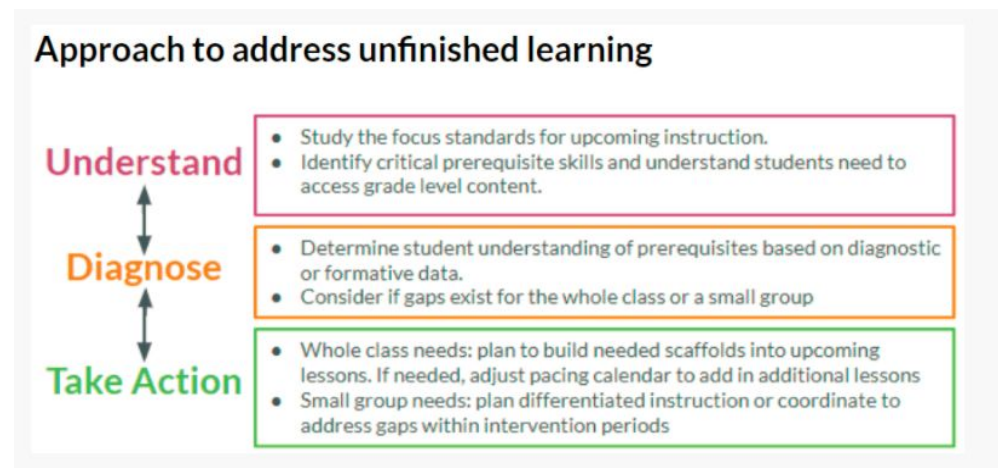 Approach to address unfinished learning
Understand
● Study the focus standards for upcoming instruction.
● Identify critical prerequisite skills and understand students need to
access grade level content.
Diagnose
● Determine student understanding of prerequisites based on diagnostic
or formative data.
● Consider if gaps exist for the whole class or a small group
Take Action
● Whole class needs: plan to build needed scaffolds into upcoming
lessons. If needed, adjust pacing calendar to add in additional lessons
● Small group needs: plan differentiated instruction or coordinate to
address gaps within intervention periods